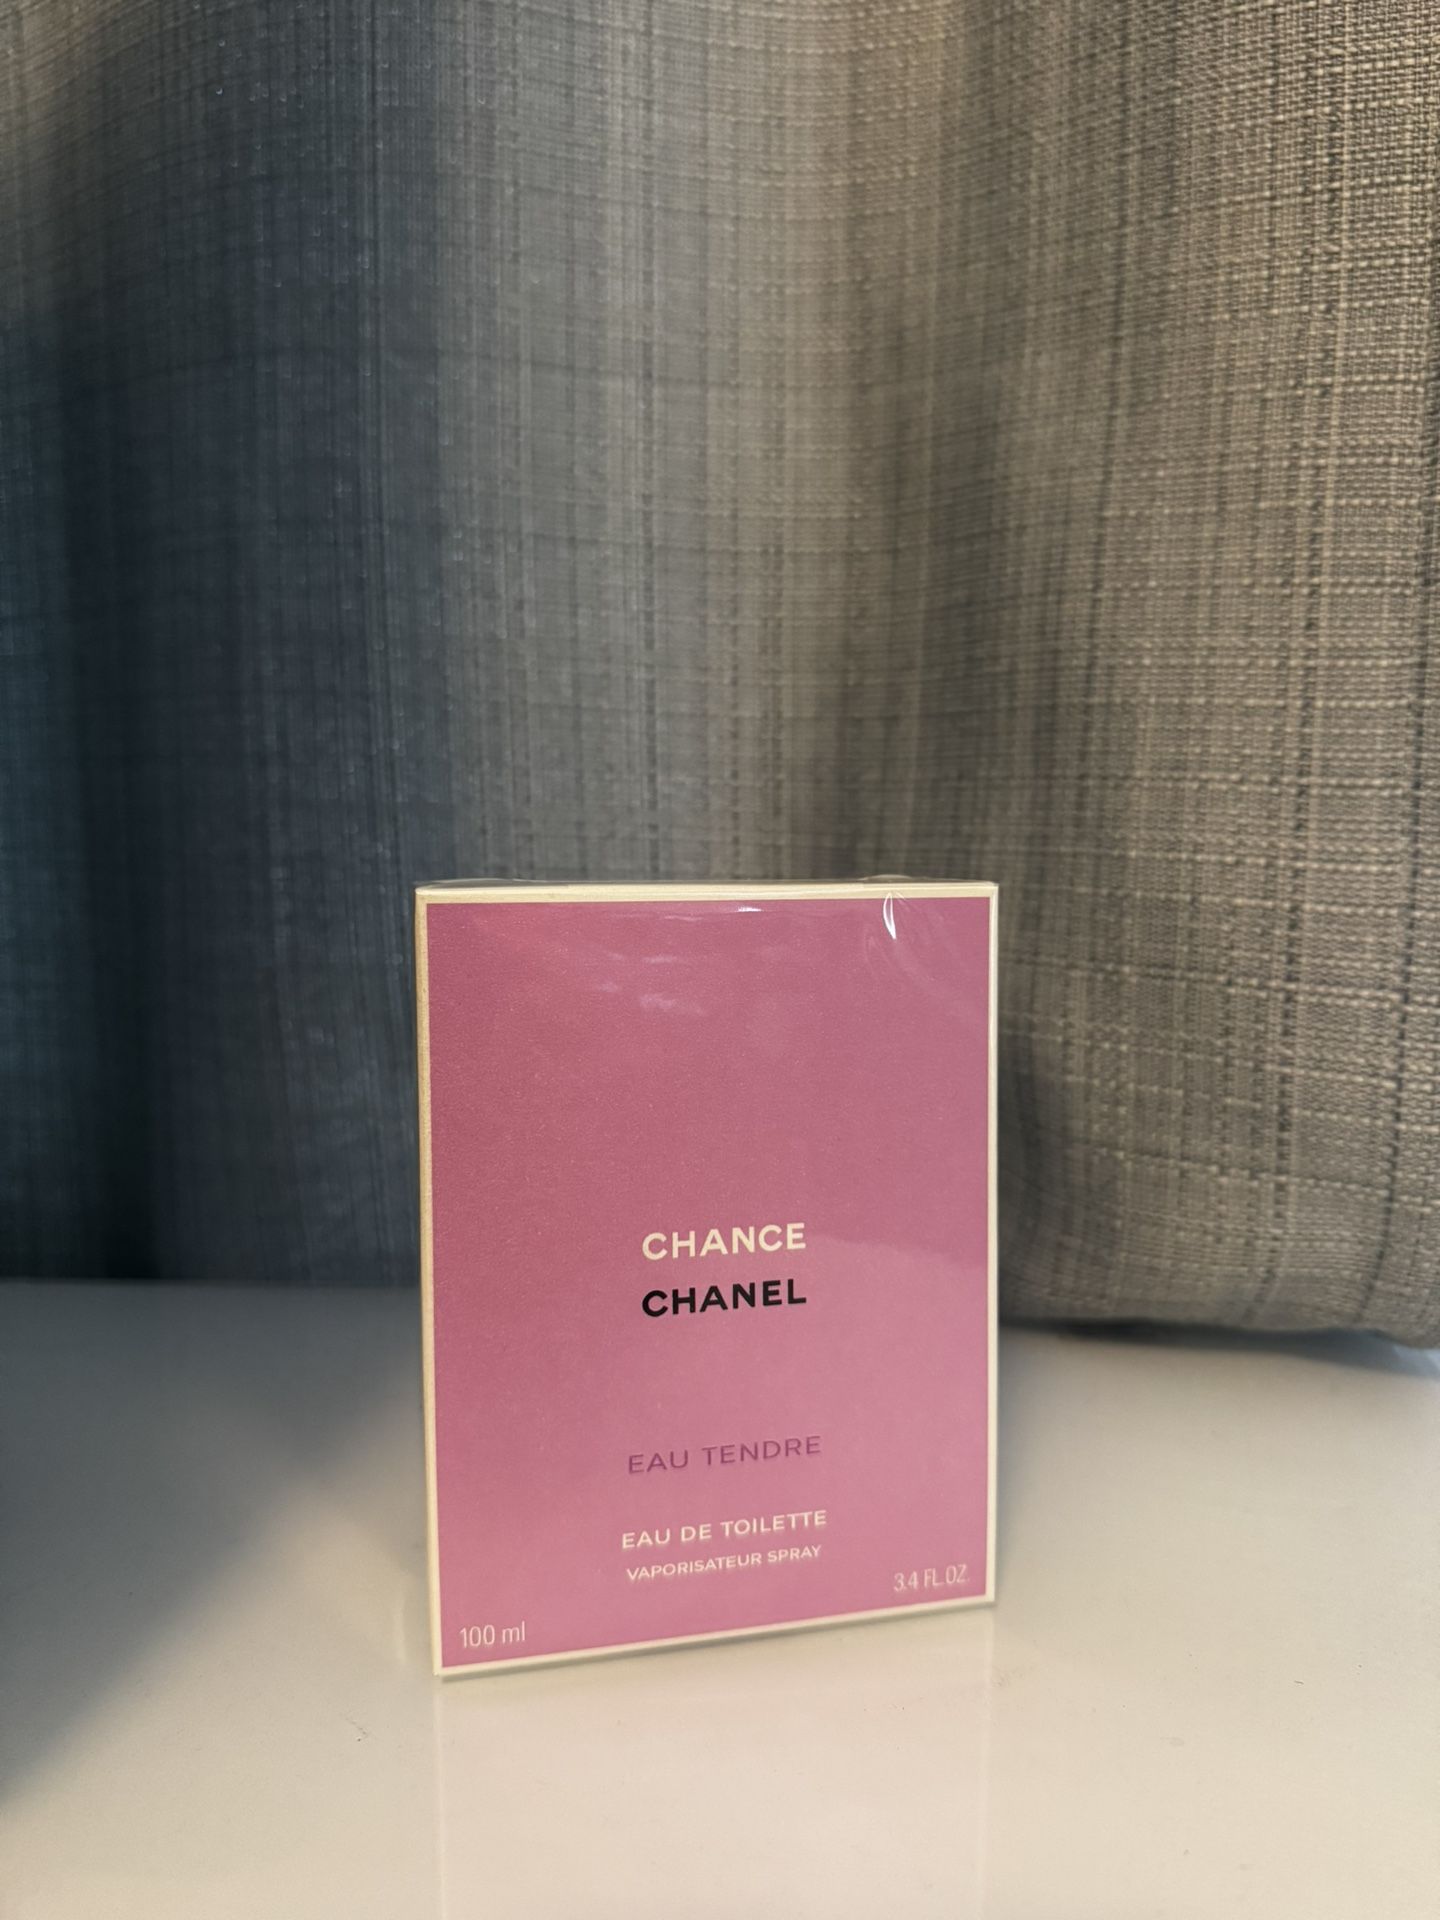 CHANCE
CHANEL
EAU TENDRE
EAU DE TOILETTE
VAPORISATEUR SPRAY
3.4 FL.OZ.
100 ml